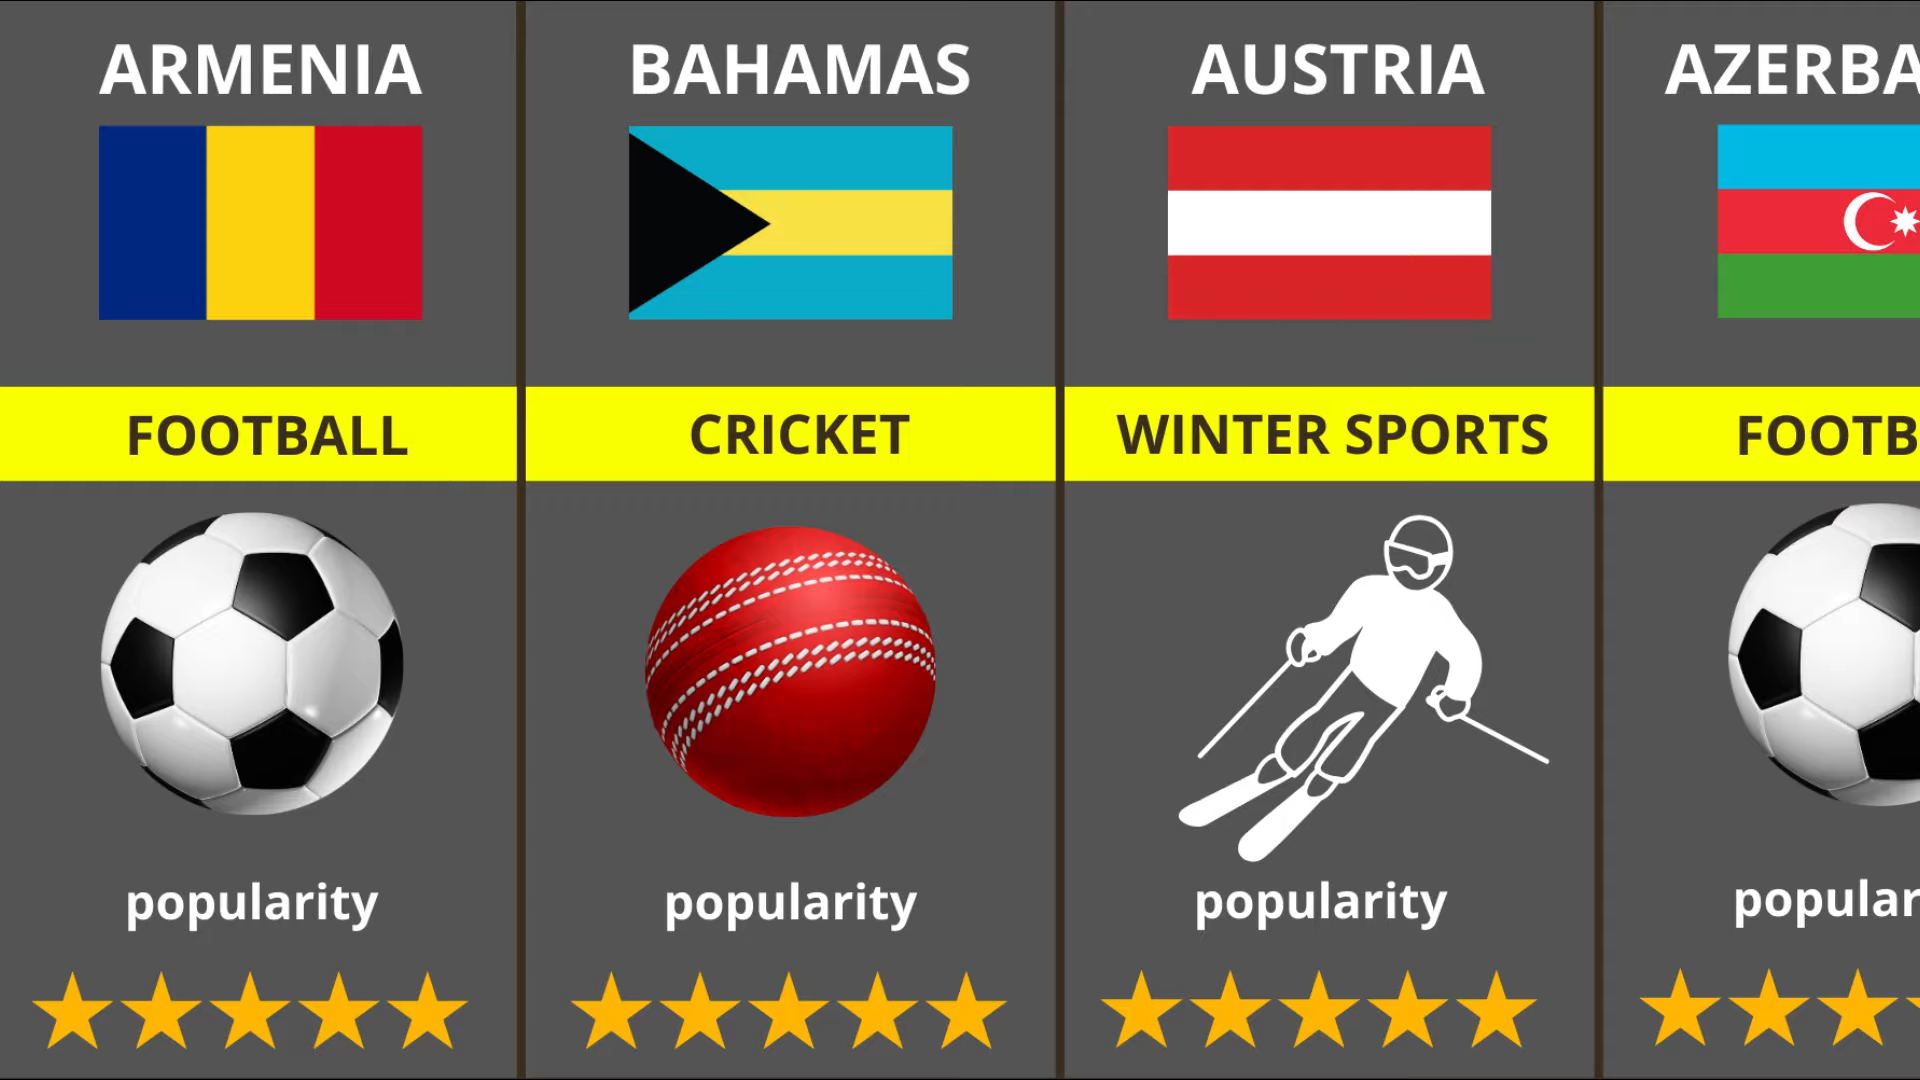 ARMENIA
FOOTBALL
popularity
BAHAMAS
CRICKET
popularity
AUSTRIA
WINTER SPORTS
popularity
AZERBA
FOOTB
popular